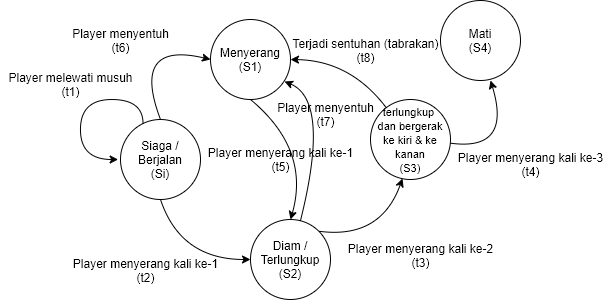 Player menyentuh
(t6)
Menyerang
(S1)
Terjadi sentuhan (tabrakan)
(t8)
Mati
(S4)
Player melewati musuh
(t1)
Player menyentuh
(t7)
terlungkup
dan bergerak
ke kiri & ke
kanan
(S3)
Siaga /
Berjalan
(Si)
Player menyerang kali ke-1
(t5)
Player menyerang kali ke-3
(t4)
Player menyerang kali ke-1
(t2)
Diam /
Terlungkup
(S2)
Player menyerang kali ke-2
(t3)